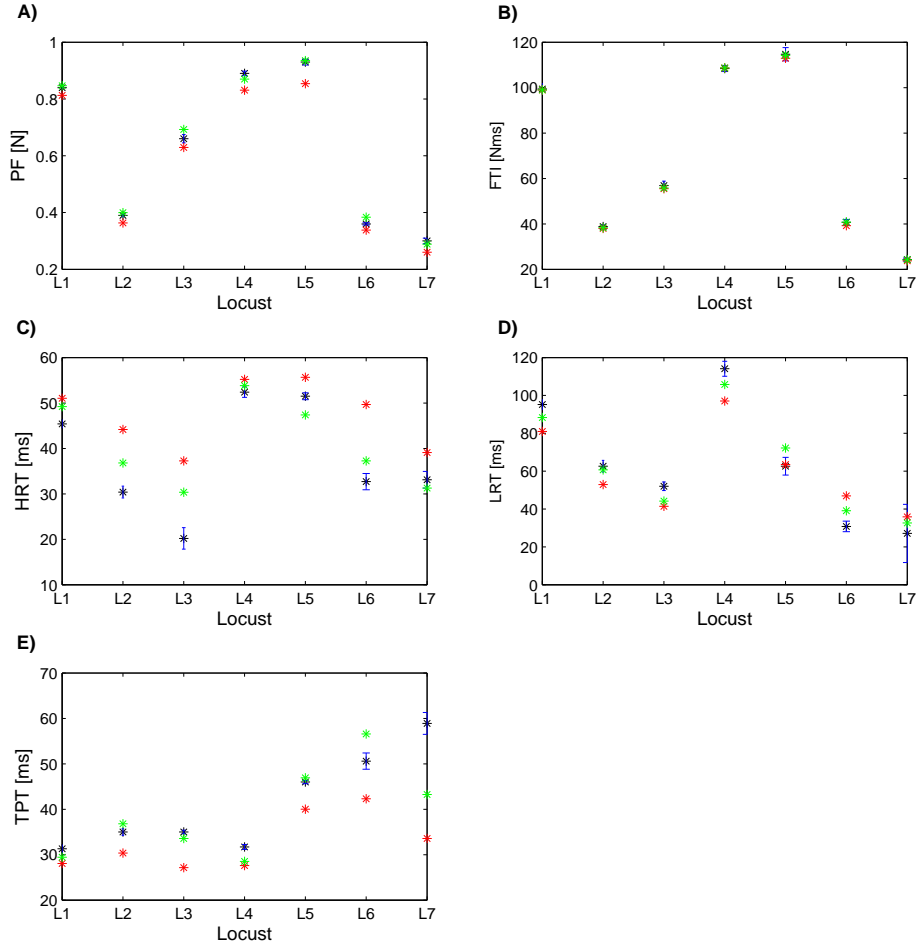 A)
PF [N]
1
0.8
0.6
0.4
0.2
L1 L2 L3 L4 L5 L6 L7
Locust
B)
FTI [Nms]
120
100
80
60
40
20
L1 L2 L3 L4 L5 L6 L7
Locust
C)
HRT [ms]
60
50
40
30
20
10
L1 L2 L3 L4 L5 L6 L7
Locust
D)
LRT [ms]
120
100
80
60
40
20
0
L1 L2 L3 L4 L5 L6 L7
Locust
E)
TPT [ms]
70
60
50
40
30
20
L1 L2 L3 L4 L5 L6 L7
Locust